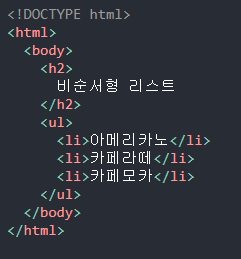 <!DOCTYPE html>
<html>
  <body>
    <h2>
      비순서형 리스트
    </h2>
    <ul>
      <li>아메리카노</li>
      <li>카페라떼</li>
      <li>카페모카</li>
    </ul>
  </body>
</html>